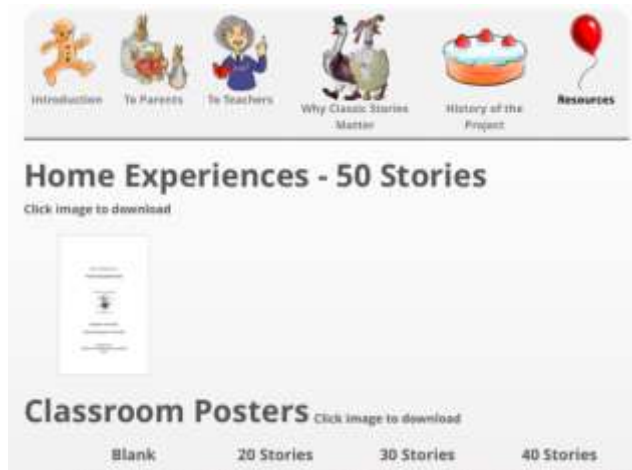 Introduction
To Parents
To Teachers
Why Classic Stories
Matter
History of the
Project
Resources
Home Experiences - 50 Stories
Click image to download
Classroom Posters Click image to download
Blank 20 Stories 30 Stories 40 Stories